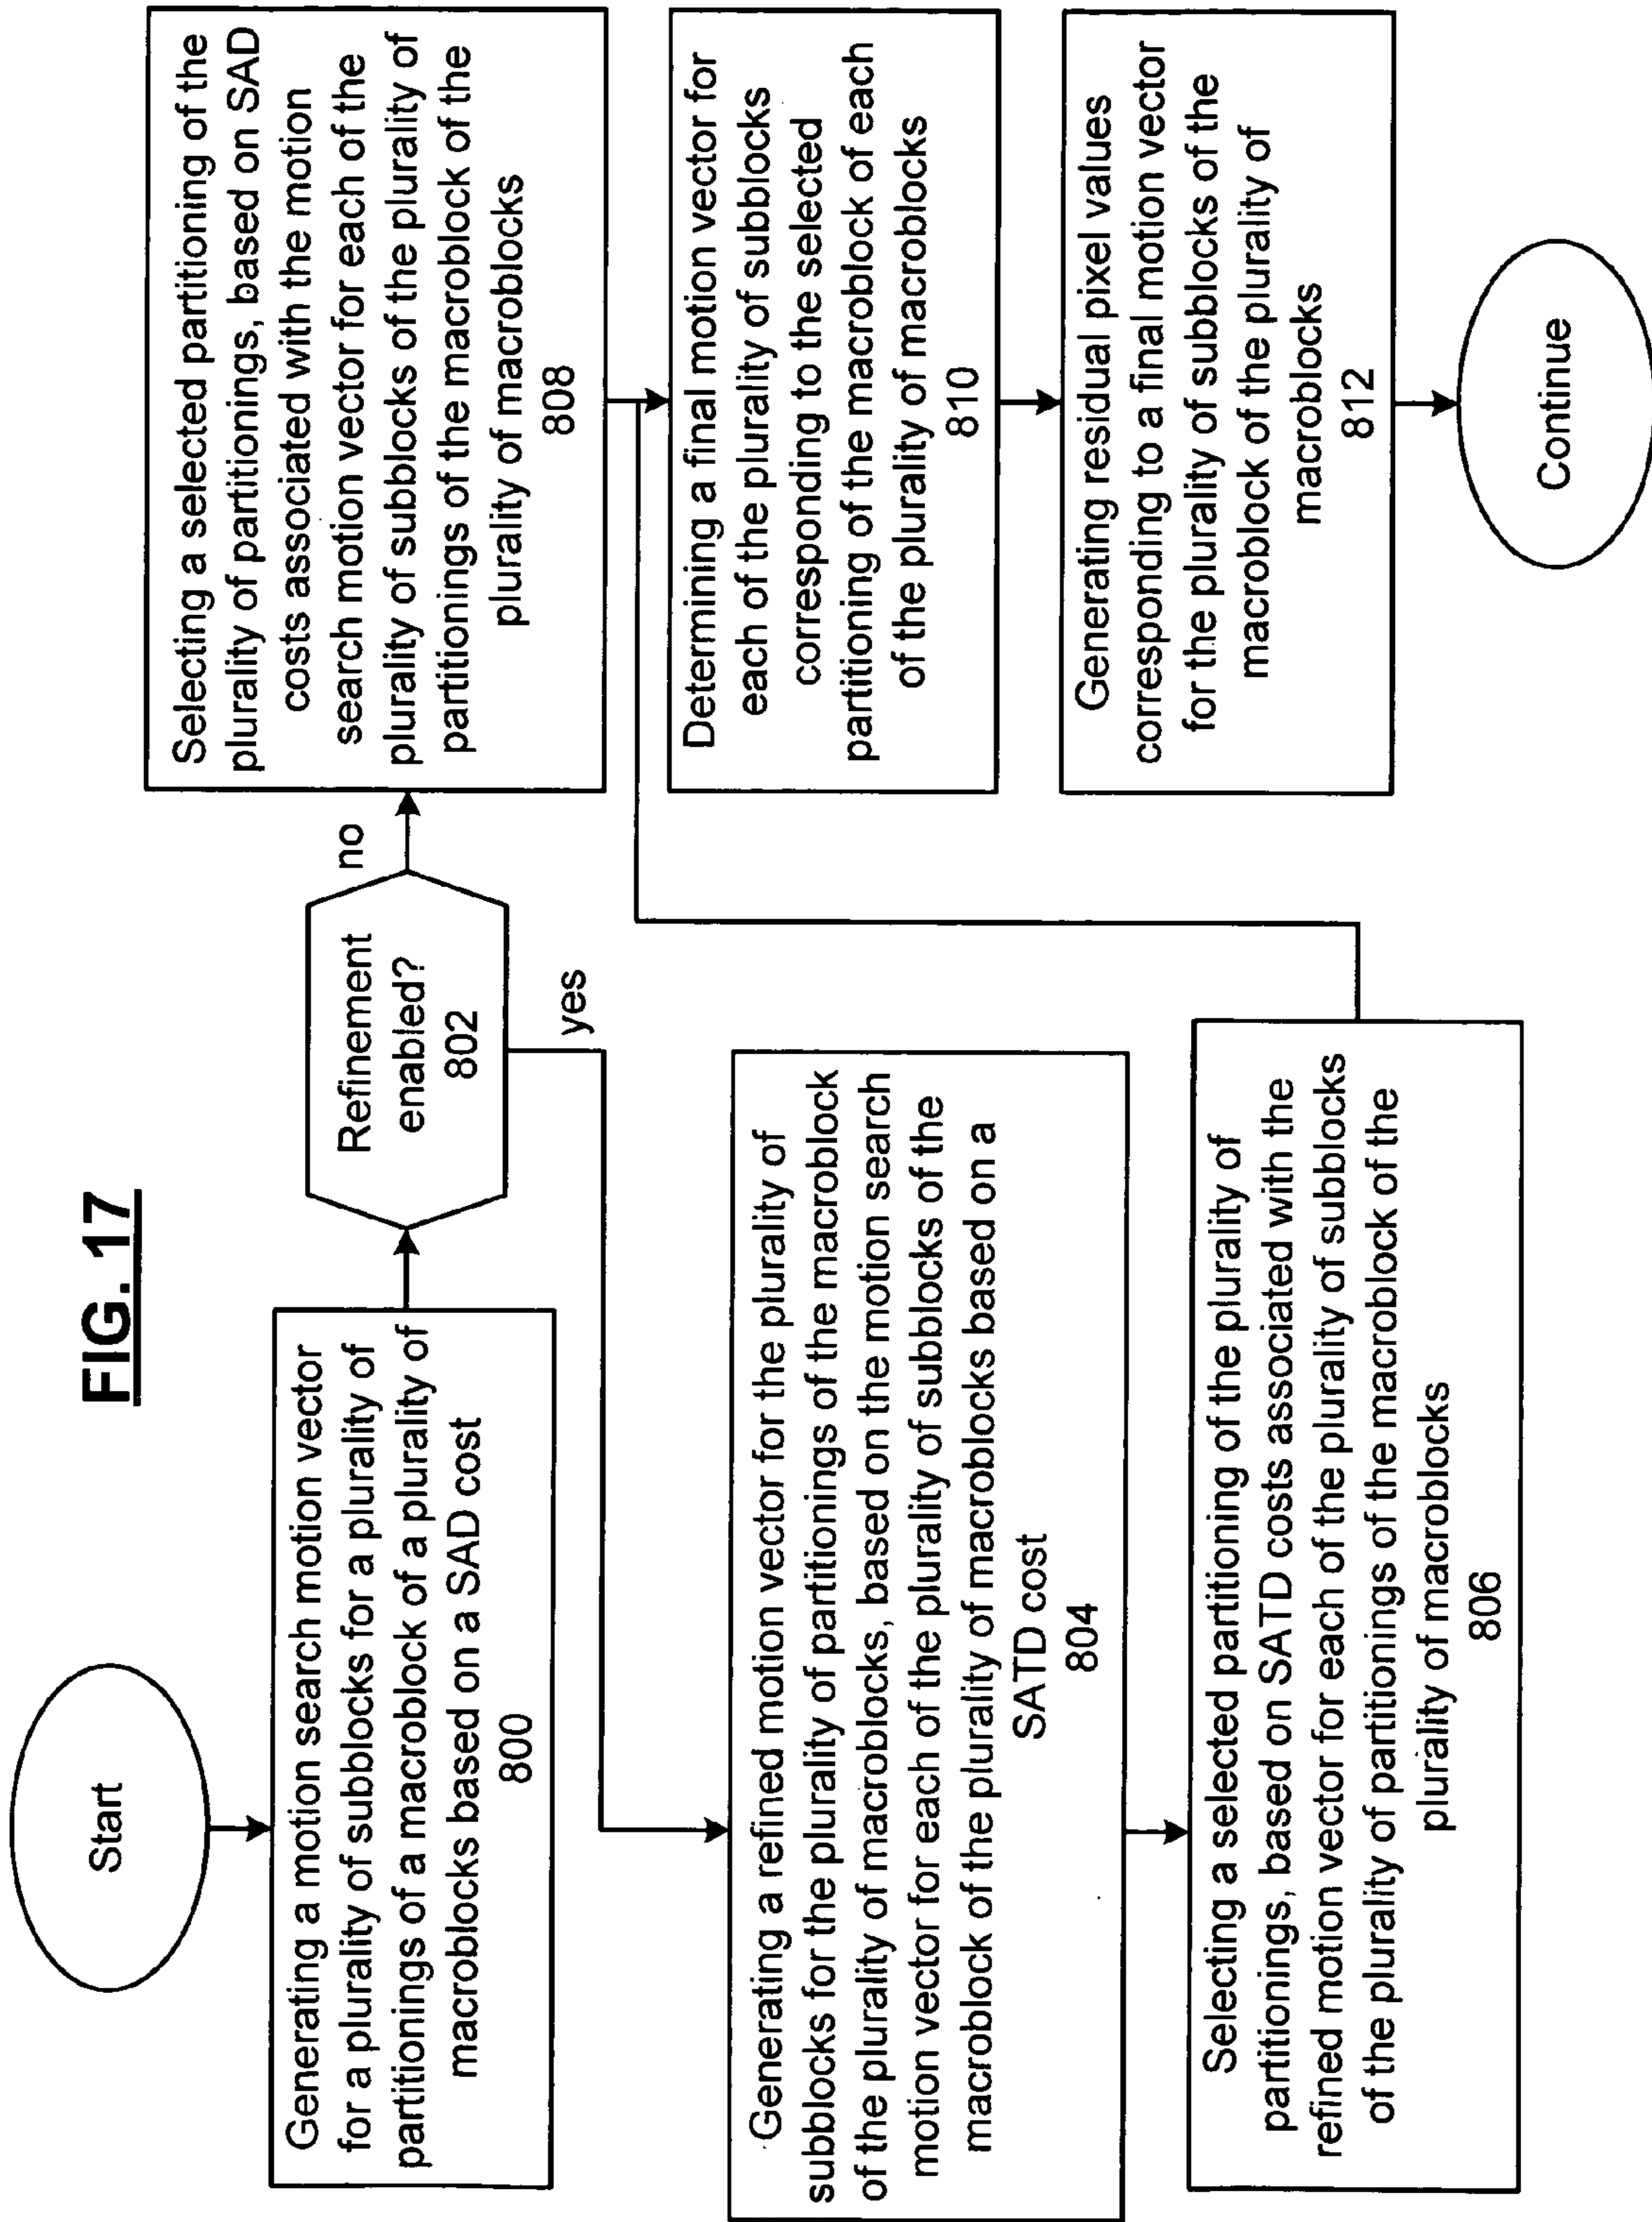 FIG. 17
Start
Generating a motion search motion vector
for a plurality of subblocks for a plurality of
partitionings of a macroblock of a plurality of
macroblocks based on a SAD cost
800
Refinement
enabled?
802
no
yes
Generating a refined motion vector for the plurality of
subblocks for the plurality of partitionings of the macroblock
of the plurality of macroblocks, based on the motion search
motion vector for each of the plurality of subblocks of the
macroblock of the plurality of macroblocks based on a
SATD cost
804
Selecting a selected partitioning of the plurality of
partitionings, based on SATD costs associated with the
refined motion vector for each of the plurality of subblocks
of the plurality of partitionings of the macroblock of the
plurality of macroblocks
806
Selecting a selected partitioning of the
plurality of partitionings, based on SAD
costs associated with the motion
search motion vector for each of the
plurality of subblocks of the plurality of
partitionings of the macroblock of the
plurality of macroblocks
808
Determining a final motion vector for
each of the plurality of subblocks
corresponding to the selected
partitioning of the macroblock of each
of the plurality of macroblocks
810
Generating residual pixel values
corresponding to a final motion vector
for the plurality of subblocks of the
macroblock of the plurality of
macroblocks
812
Continue